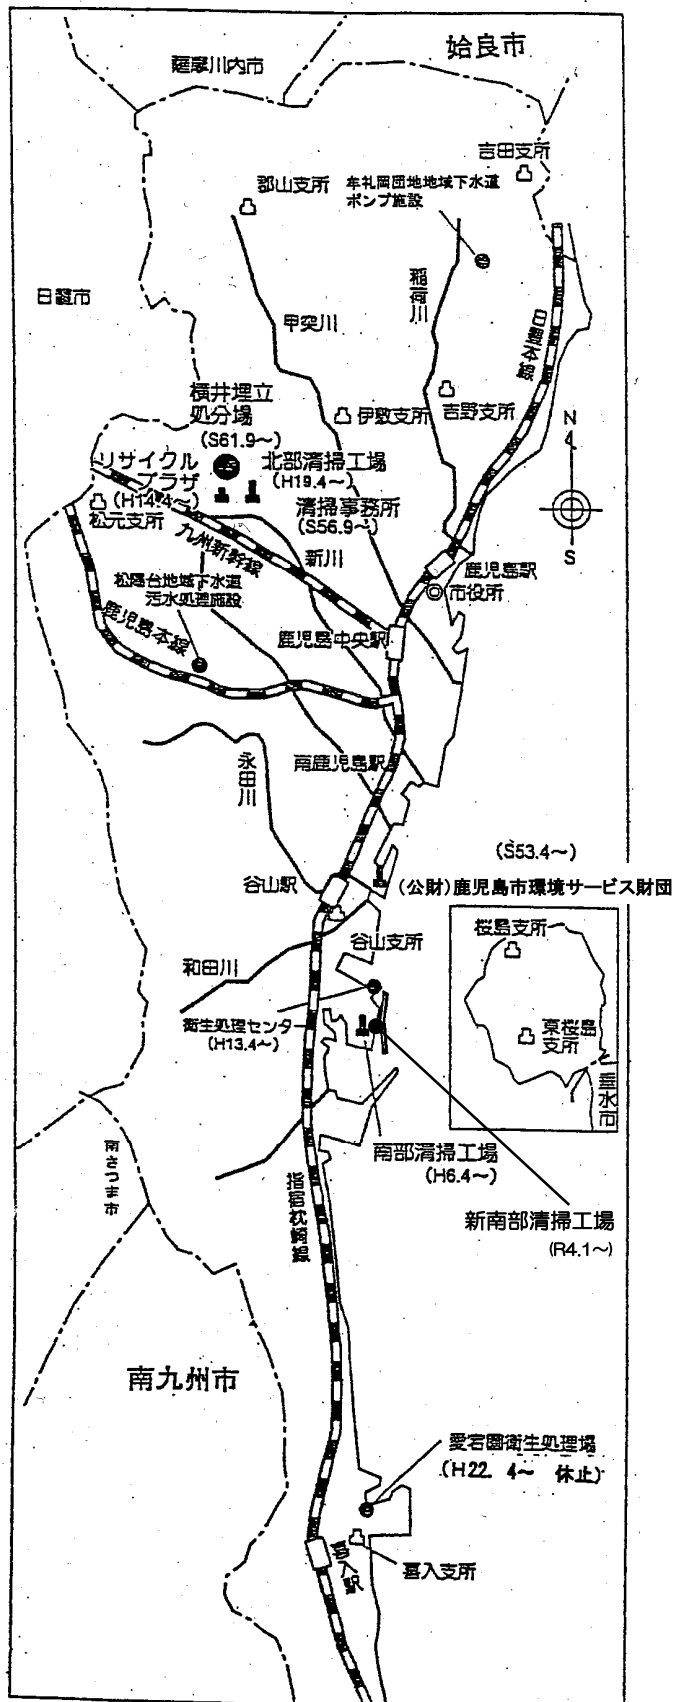 姶良市
薩摩川内市
吉田支所
郡山支所
牟礼岡団地地域下水道
ポンプ施設
日置市
稲荷川
甲突川
日豊本線
横井埋立
処分場
(S61.9～)
伊敷支所
吉野支所
N
リサイクル
プラザ
(H14.4～)
北部清掃工場
(H19.4～)
松元支所
清掃事務所
(S56.9～)
九州新幹線
新川
S
鹿児島駅
市役所
松陽台地域下水道
汚水処理施設
鹿児島本線
鹿児島中央駅
永田川
南鹿児島駅
(S53.4～)
谷山駅
(公財)鹿児島市環境サービス財団
谷山支所
桜島支所
和田川
衛生処理センター
(H13.4～)
東桜島
支所
垂水市
南さつま市
南部清掃工場
(H6.4～)
指宿枕崎線
新南部清掃工場
(R4.1～)
南九州市
愛宕園衛生処理場
(H22. 4～ 休止)
喜入駅
喜入支所